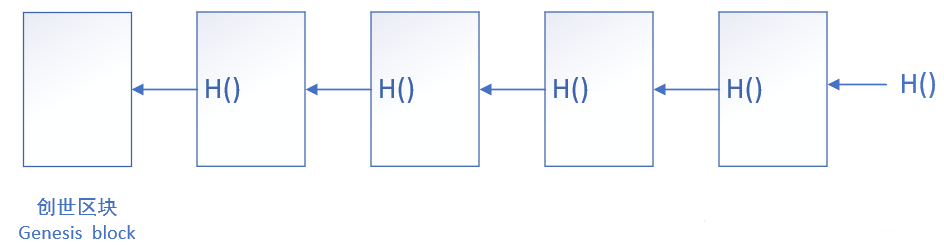 H() H() H() H() H()
创世区块
Genesis block